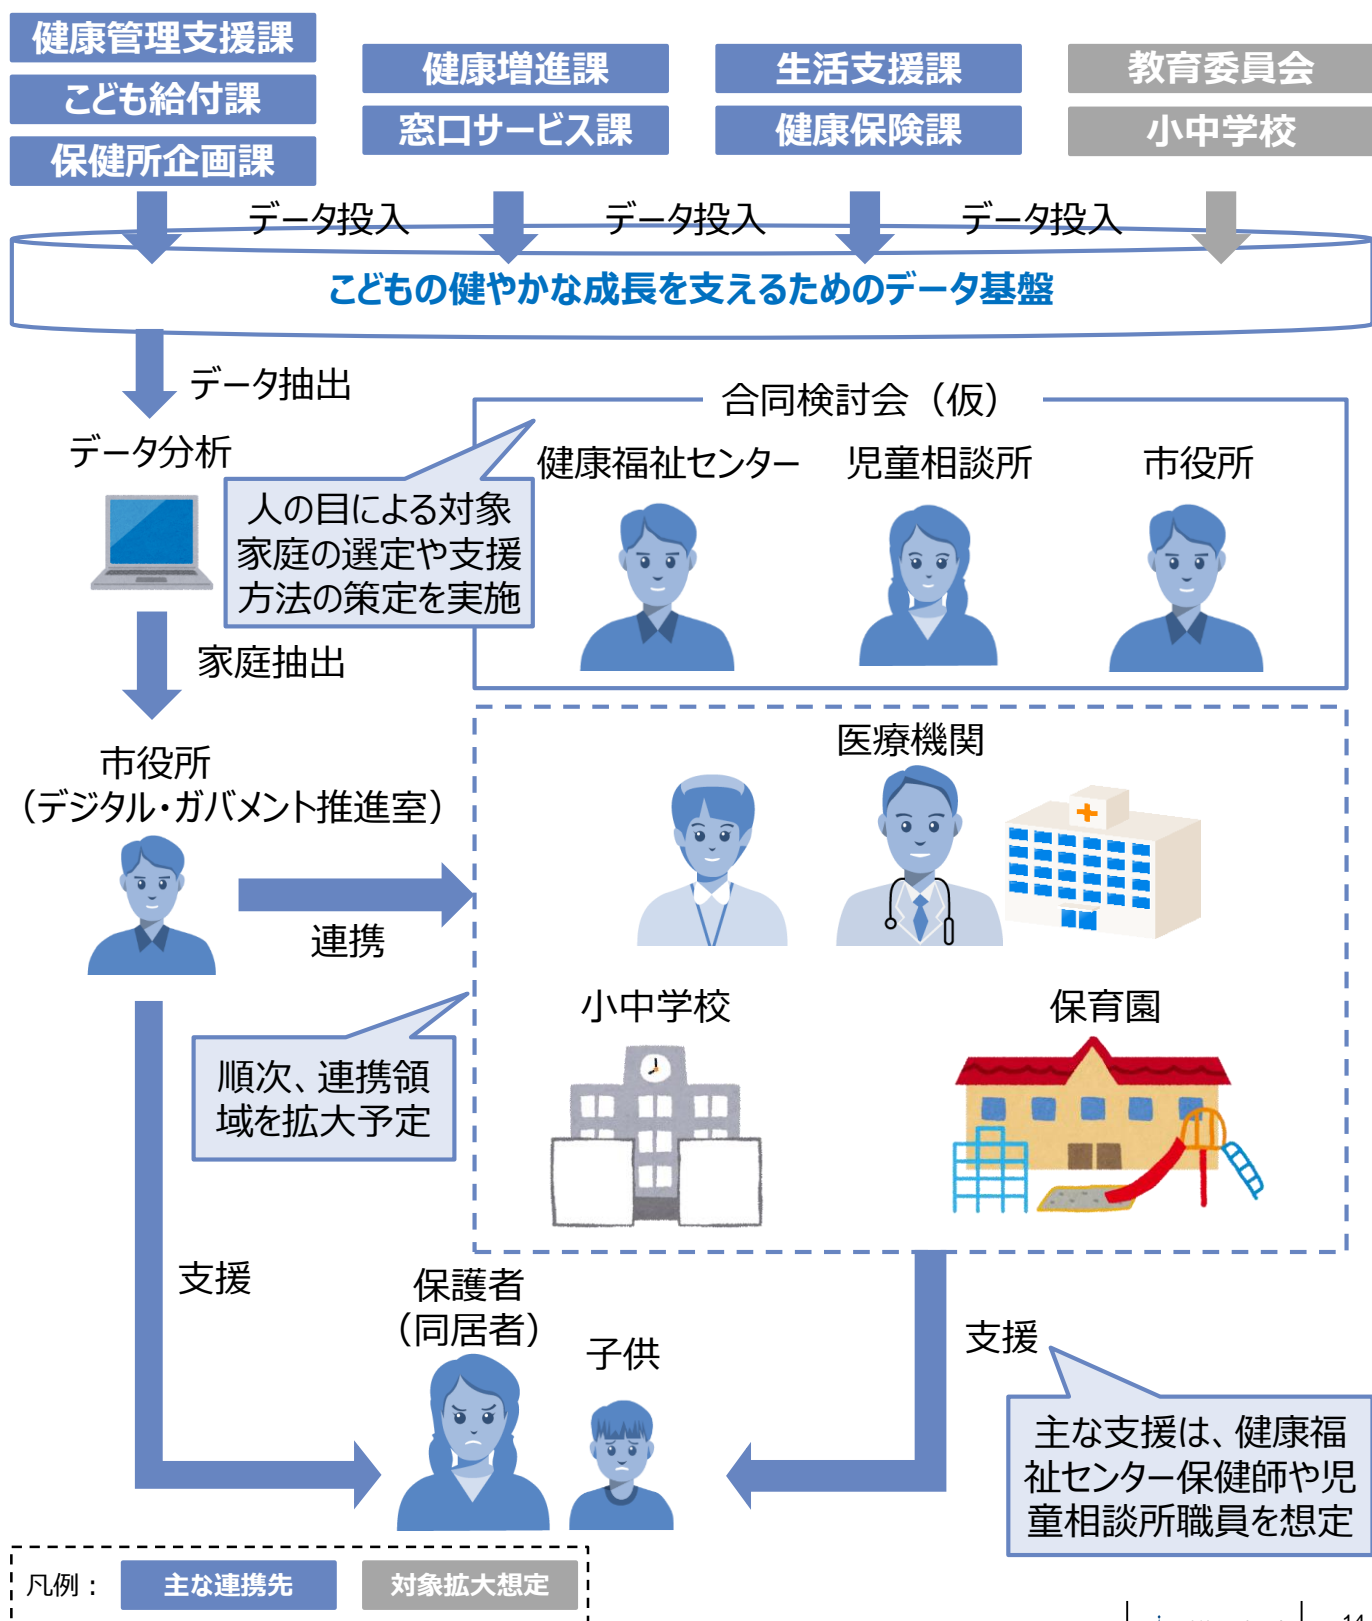 健康管理支援課
こども給付課
保健所企画課
健康増進課
窓口サービス課
生活支援課
健康保険課
教育委員会
小中学校
データ投入
データ投入
データ投入
こどもの健やかな成長を支えるためのデータ基盤
データ抽出
データ分析
合同検討会（仮）
健康福祉センター
児童相談所
市役所
人の目による対象
家庭の選定や支援
方法の策定を実施
家庭抽出
市役所
（デジタル・ガバメント推進室）
連携
医療機関
小中学校
保育園
順次、連携領
域を拡大予定
支援
保護者
（同居者）
子供
支援
主な支援は、健康福
祉センター保健師や児
童相談所職員を想定
凡例：
主な連携先
対象拡大想定